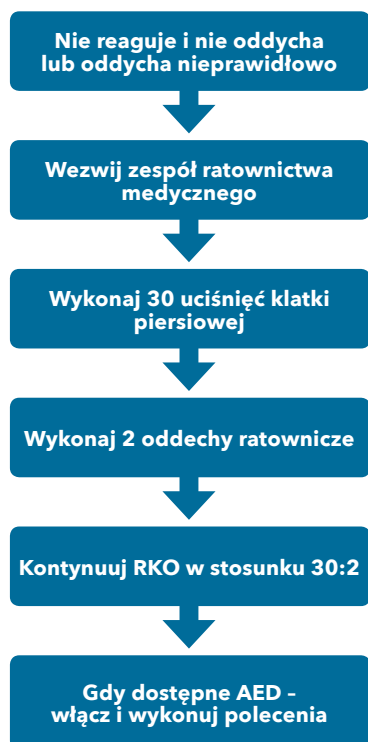 Nie reaguje i nie oddycha
lub oddycha nieprawidłowo
Wezwij zespół ratownictwa
medycznego
Wykonaj 30 uciśnięć klatki
piersiowej
Wykonaj 2 oddechy ratownicze
Kontynuuj RKO w stosunku 30:2
Gdy dostępne AED –
włącz i wykonuj polecenia